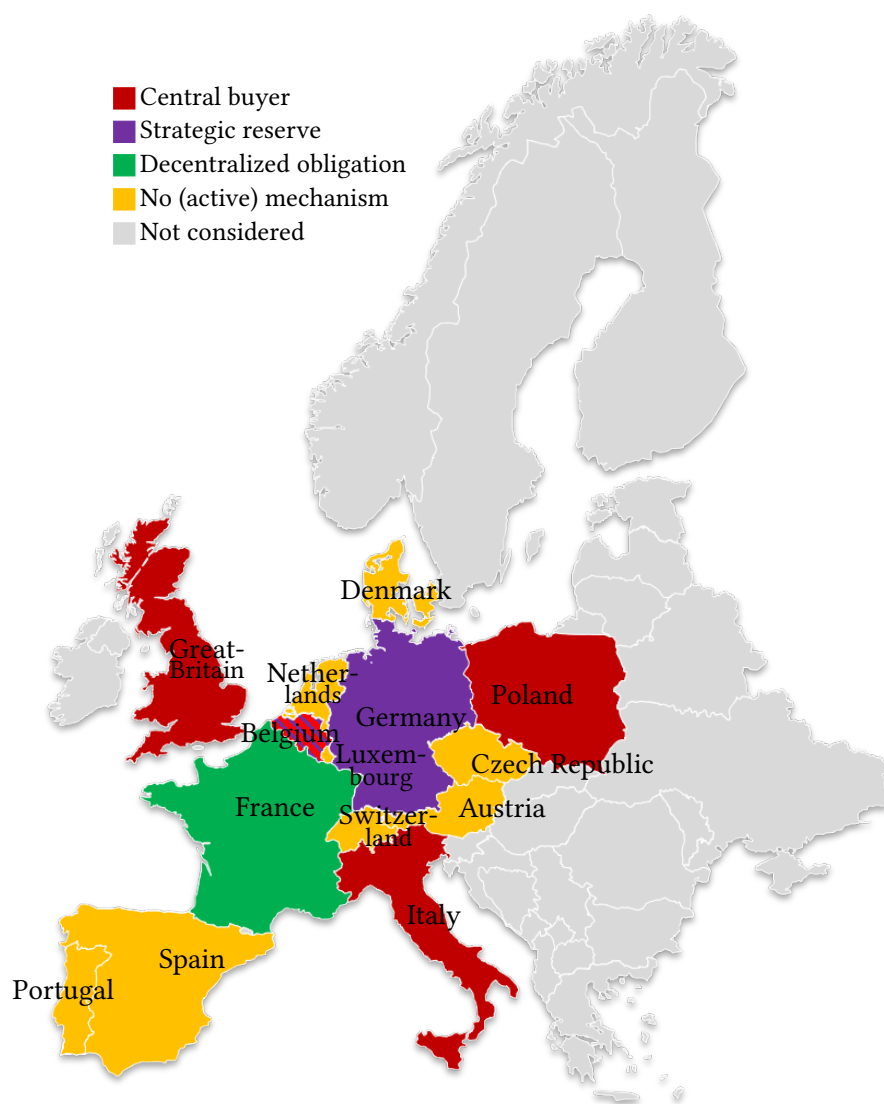 Central buyer
Strategic reserve
Decentralized obligation
No (active) mechanism
Not considered
Denmark
Great-
Britain
Nether-
lands
Poland
Germany
Belgium
Luxem-
bourg
Czech Republic
France
Switzer-
land
Austria
Italy
Spain
Portugal